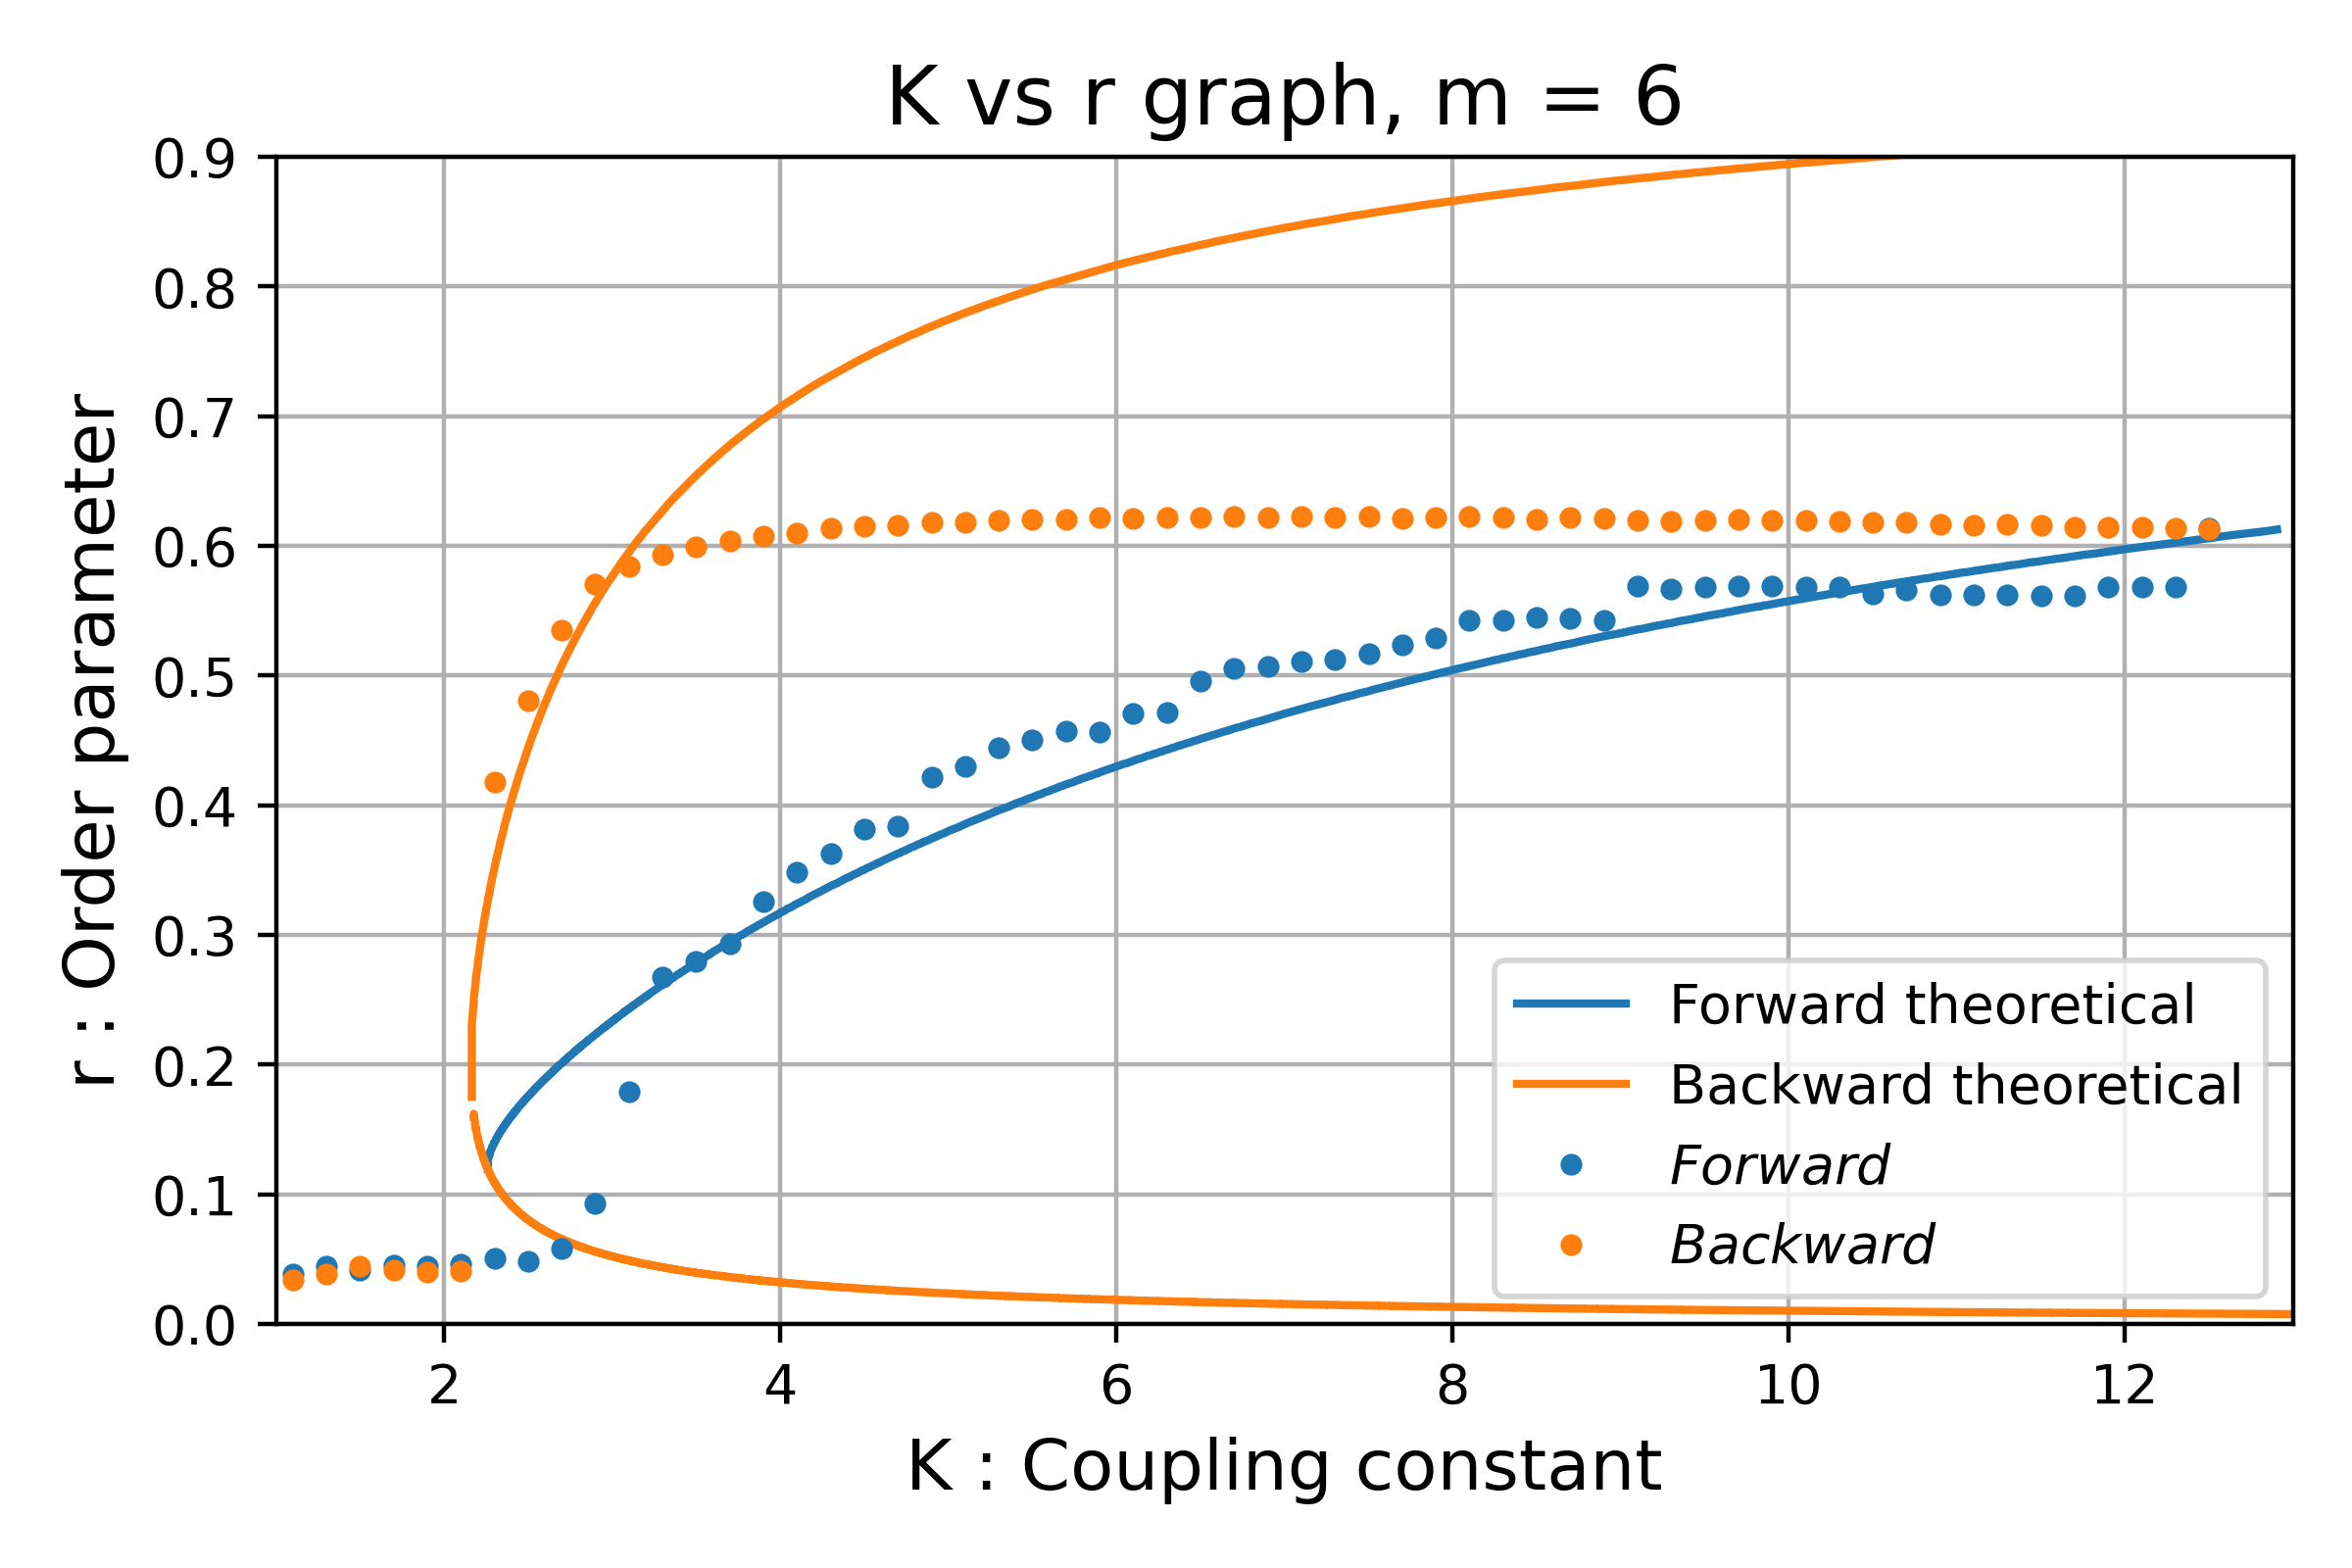 K vs r graph, m = 6
r : Order parameter
0.9
0.8
0.7
0.6
0.5
0.4
0.3
0.2
0.1
0.0
Forward theoretical
Backward theoretical
Forward
Backward
2 4 6 8 10 12
K : Coupling constant